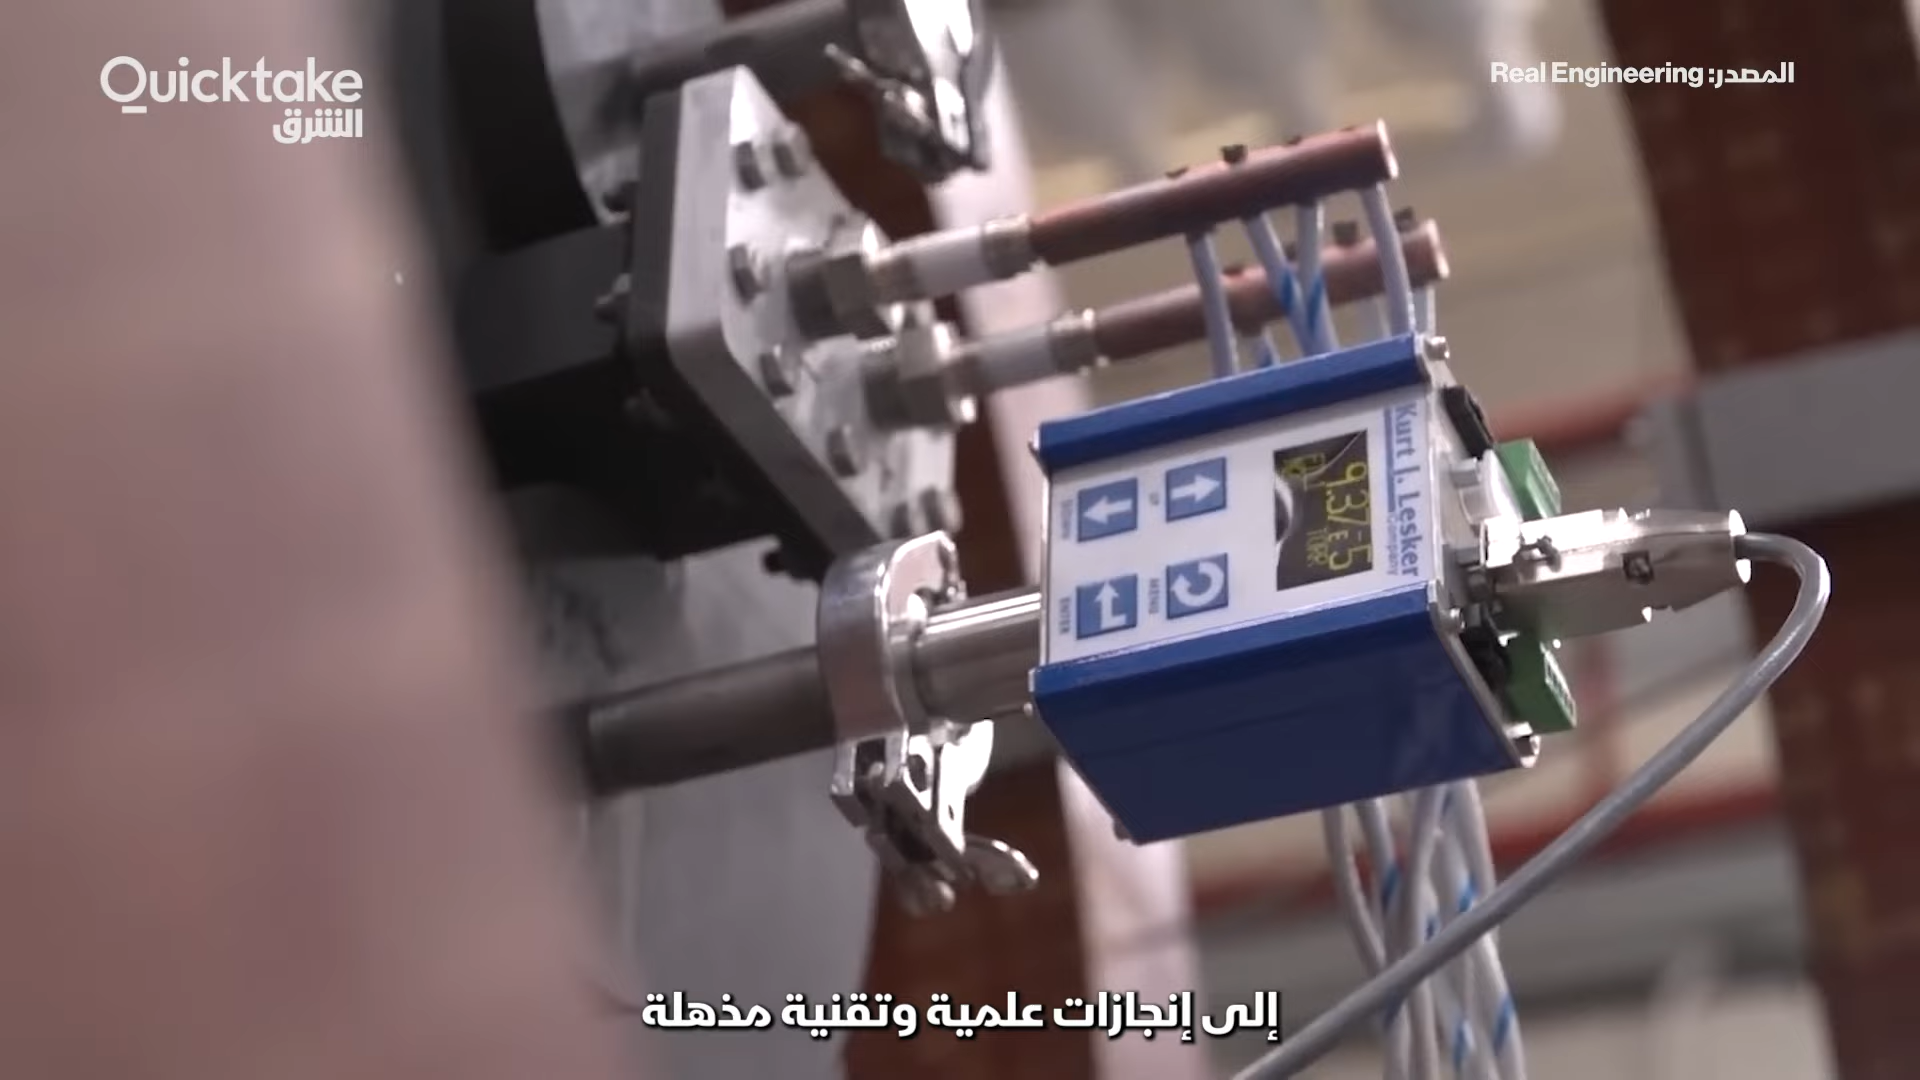 Quicktake
الشرق
المصدر: Real Engineering
Kurt J. Lesker
Company
9.37E-5
TORR
UP
DOWN
MENU
ENTER
إلى إنجازات علمية وتقنية مذهلة